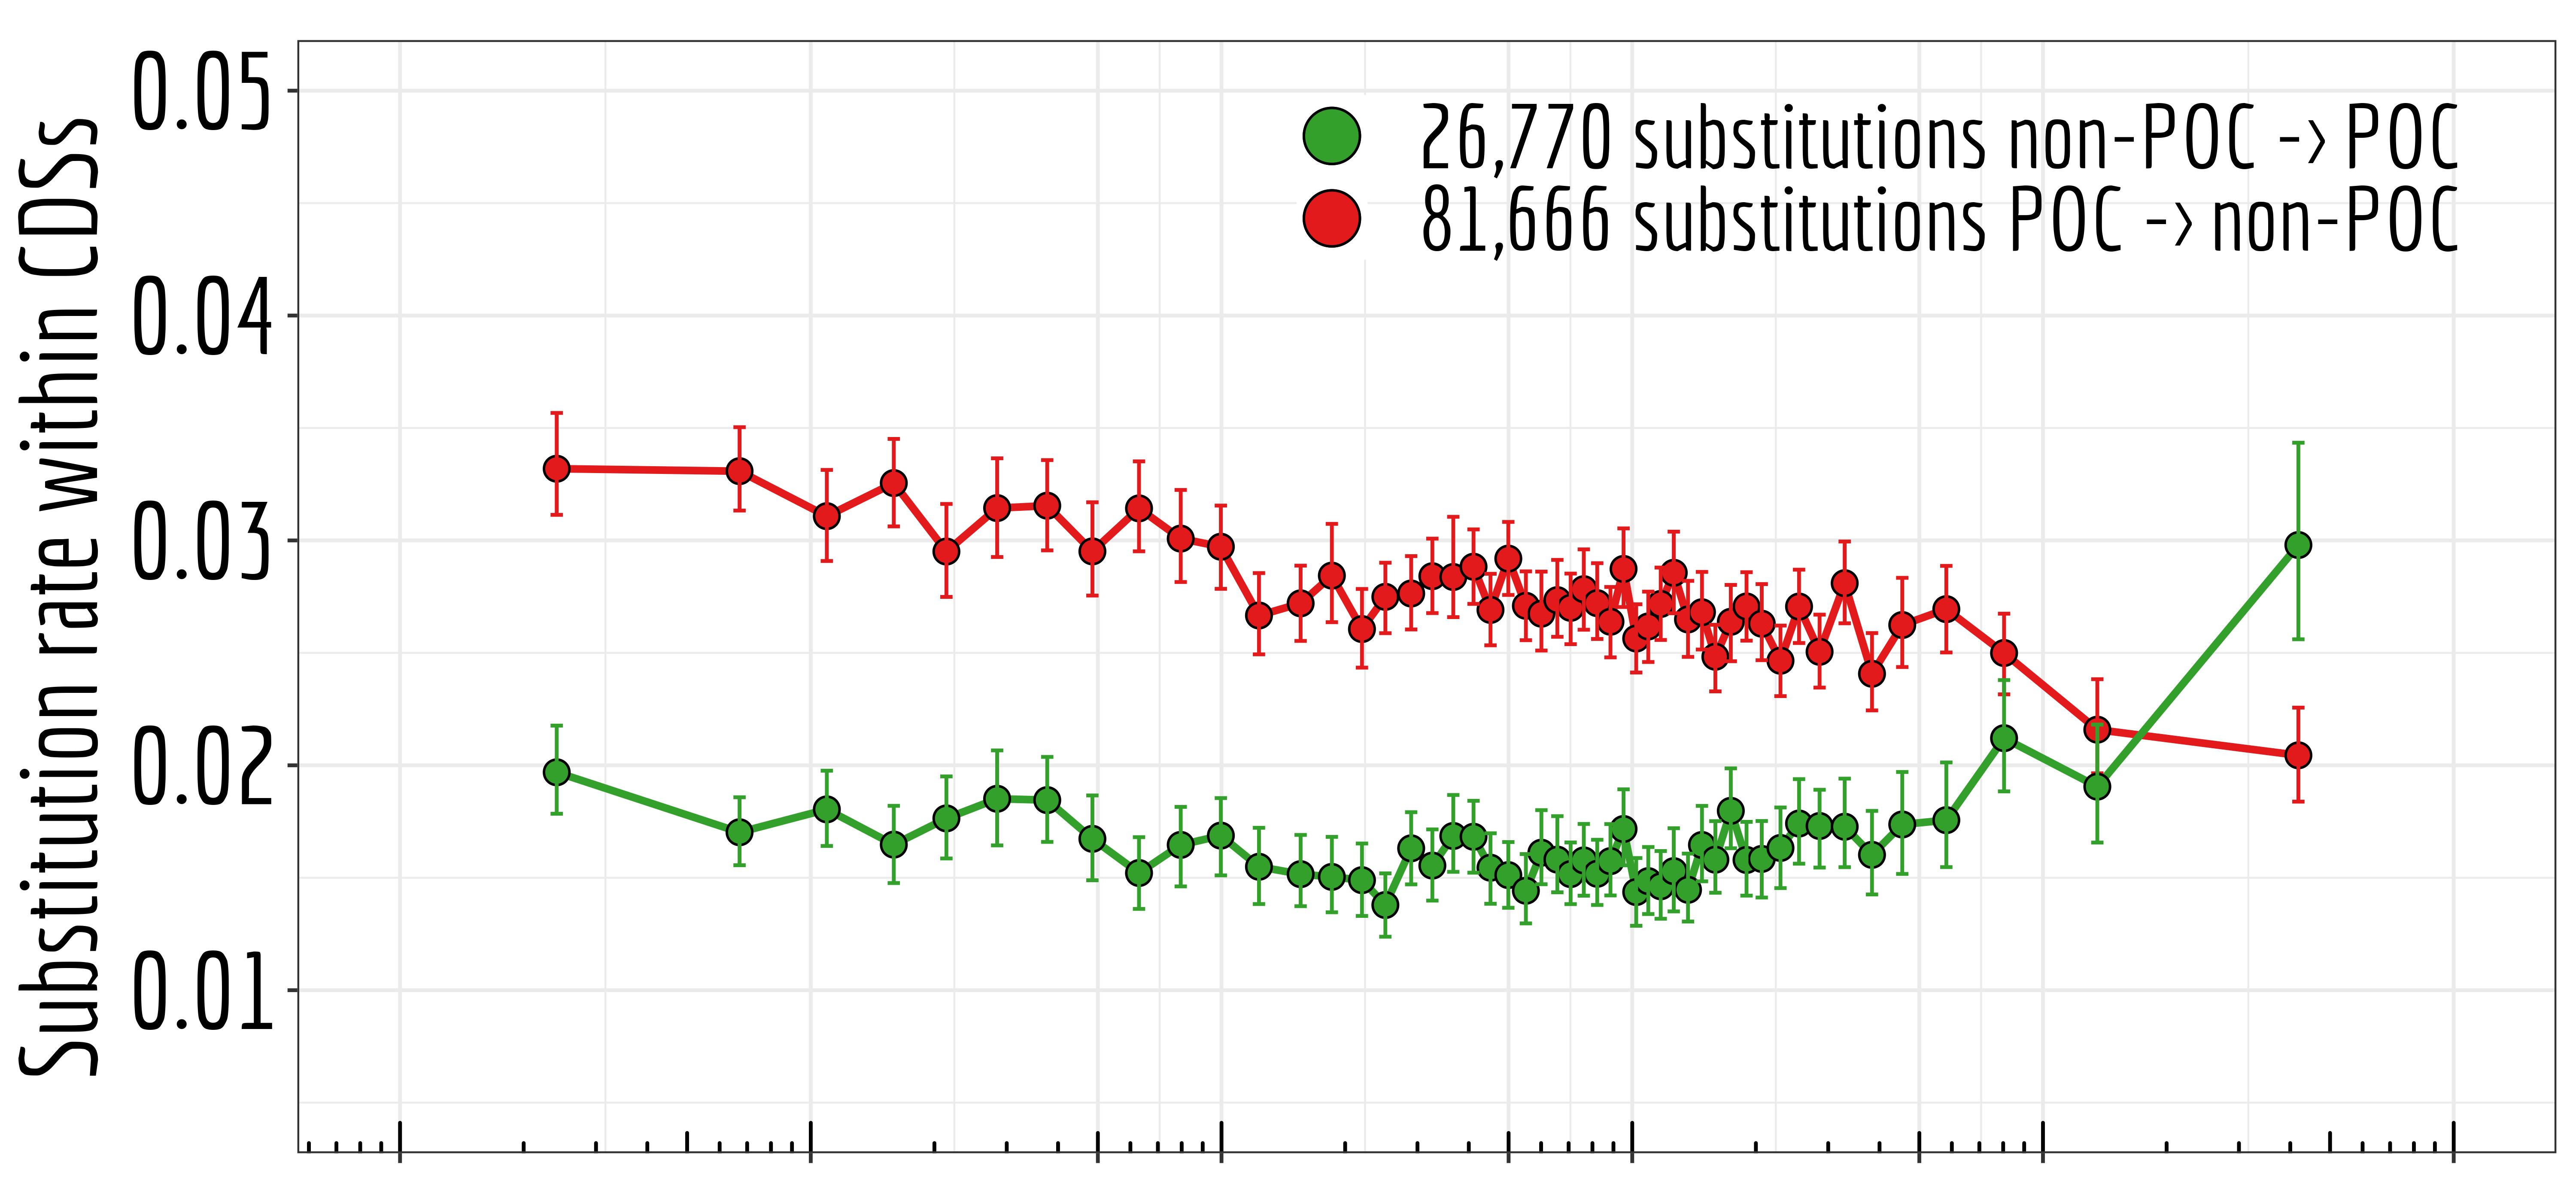 Substitution rate within CDSs
0.05
0.04
0.03
0.02
0.01
26,770 substitutions non-POC -> POC
81,666 substitutions POC -> non-POC